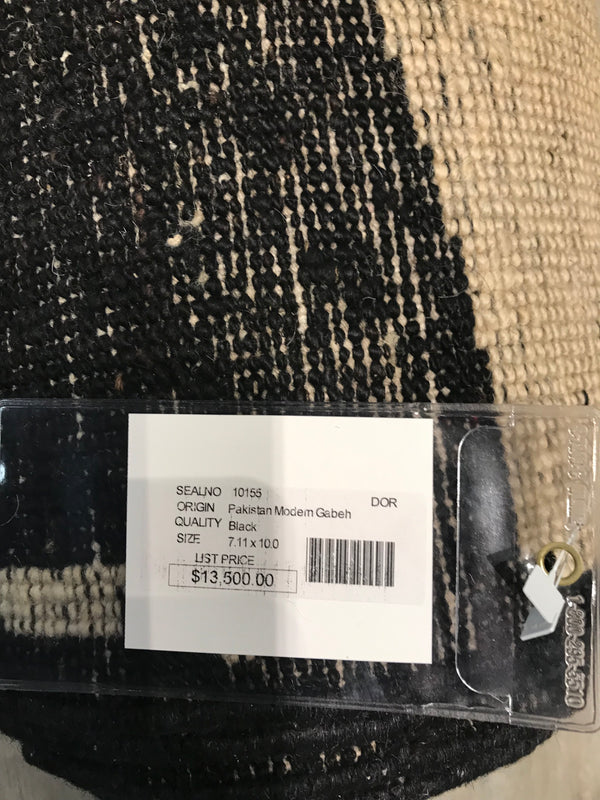 SEALNO 10155
DOR
ORIGIN Pakistan Modern Gabeh
QUALITY Black
SIZE 7.11 x 10.0
LIST PRICE
$13,500.00